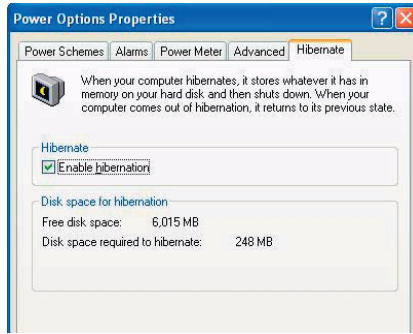 Power Options Properties
Power Schemes Alarms Power Meter Advanced Hibernate
When your computer hibernates, it stores whatever it has in
memory on your hard disk and then shuts down. When your
computer comes out of hibernation, it returns to its previous state.
Hibernate
Enable hibernation
Disk space for hibernation
Free disk space: 6,015 MB
Disk space required to hibernate: 248 MB